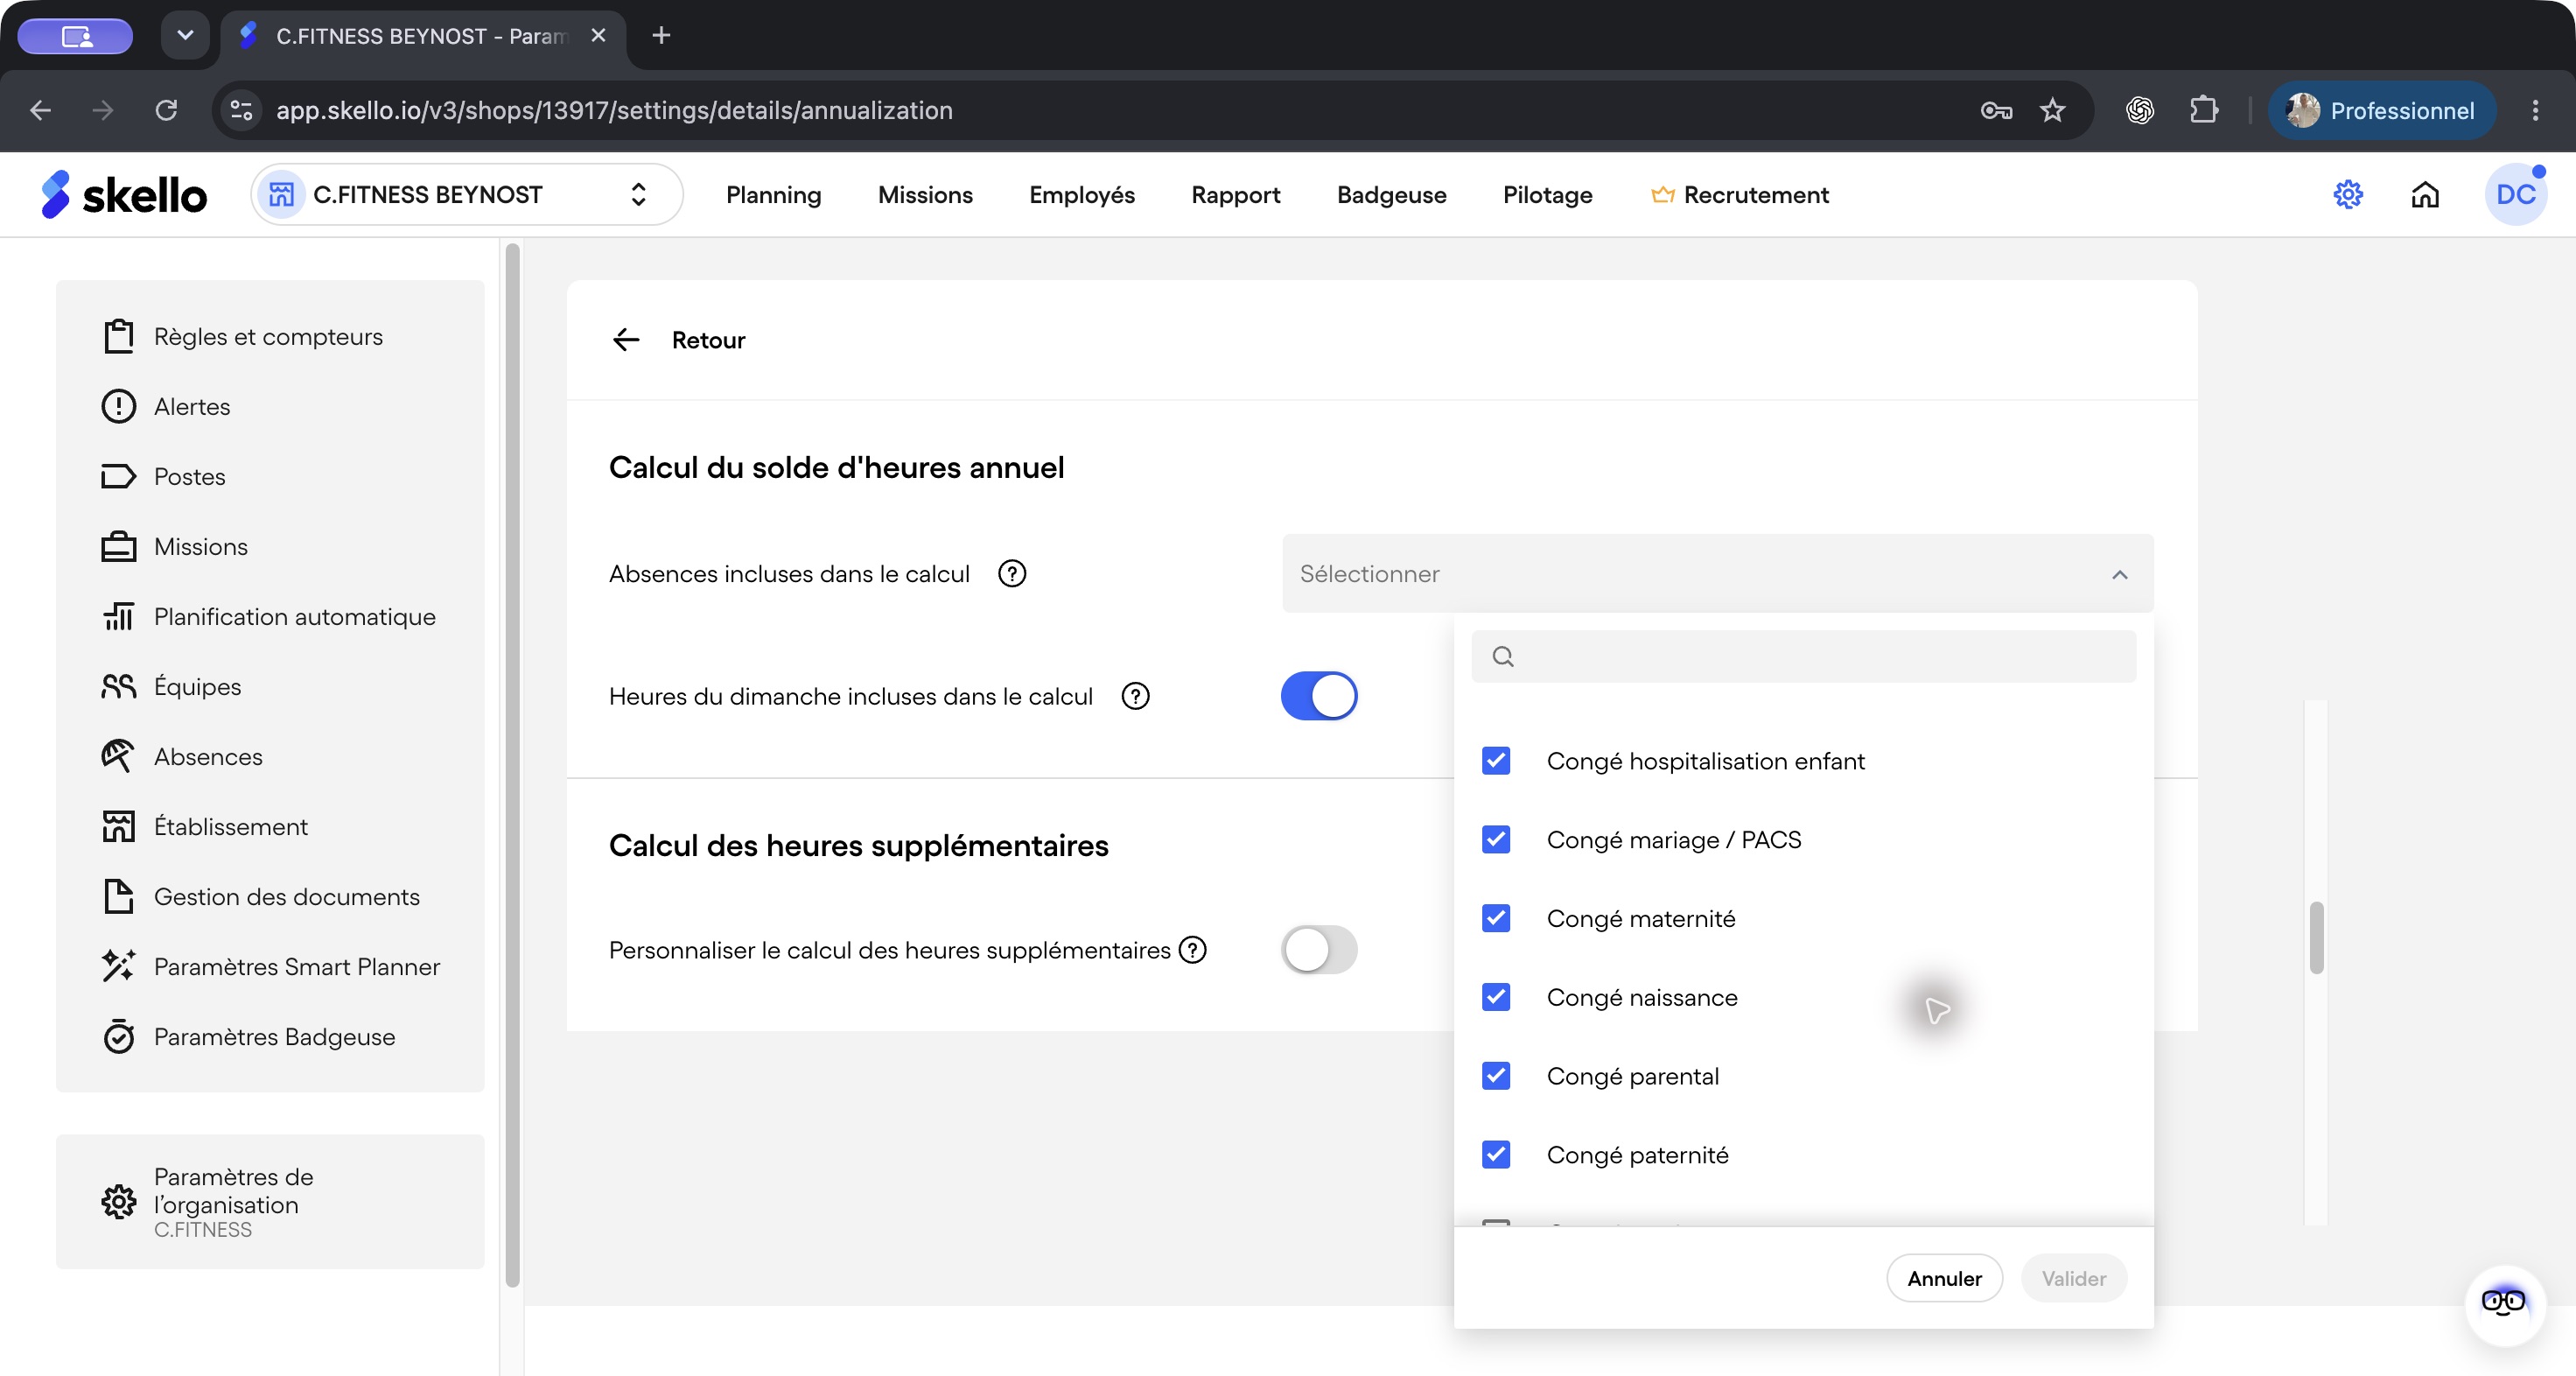 C.FITNESS BEYNOST - Param
app.skello.io/v3/shops/13917/settings/details/annualization
Professionnel
skello
C.FITNESS BEYNOST
Planning
Missions
Employés
Rapport
Badgeuse
Pilotage
Recrutement
DC
Règles et compteurs
Alertes
Postes
Missions
Planification automatique
Équipes
Absences
Établissement
Gestion des documents
Paramètres Smart Planner
Paramètres Badgeuse
Paramètres de
l’organisation
C.FITNESS
Retour
Calcul du solde d'heures annuel
Absences incluses dans le calcul
Sélectionner
Heures du dimanche incluses dans le calcul
Calcul des heures supplémentaires
Personnaliser le calcul des heures supplémentaires
Congé hospitalisation enfant
Congé mariage / PACS
Congé maternité
Congé naissance
Congé parental
Congé paternité
Annuler
Valider